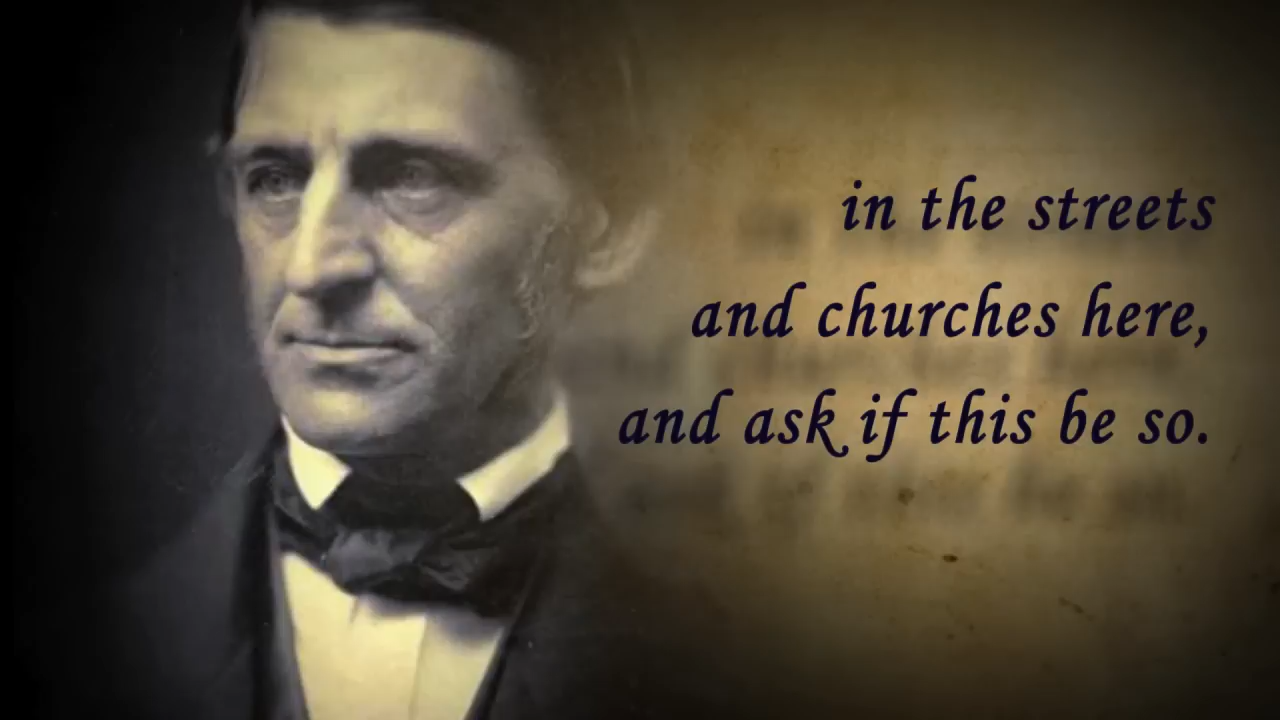 in the streets
and churches here,
and ask if this be so.